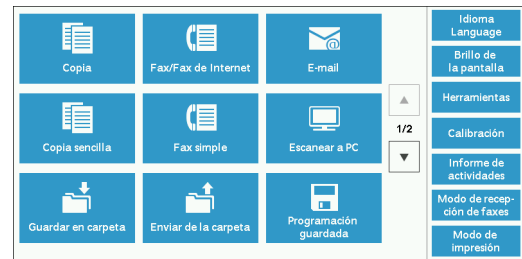 Copia
Fax/Fax de Internet
E-mail
Copia sencilla
Fax simple
Escanear a PC
Guardar en carpeta
Enviar de la carpeta
Programación
guardada
1/2
Idioma
Language
Brillo de
la pantalla
Herramientas
Calibración
Informe de
actividades
Modo de recep-
ción de faxes
Modo de
impresión